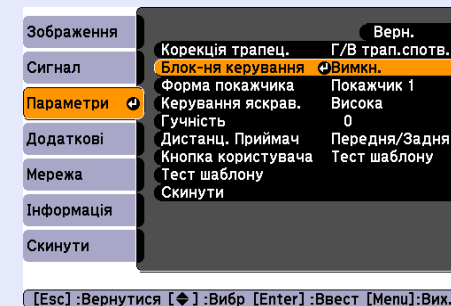 Зображення
Сигнал
Параметри
Додаткові
Мережа
Інформація
Скинути
Верн.
Корекція трапец. Г/В трап.спотв.
Блок-ня керування Вимкн.
Форма покажчика Покажчик 1
Керування яскрав. Висока
Гучність 0
Дистанц. Приймач Передня/Задня
Кнопка користувача Тест шаблону
Тест шаблону
Скинути
[Esc] :Вернутися [◆] :Вибр [Enter] :Ввест [Menu]:Вих.